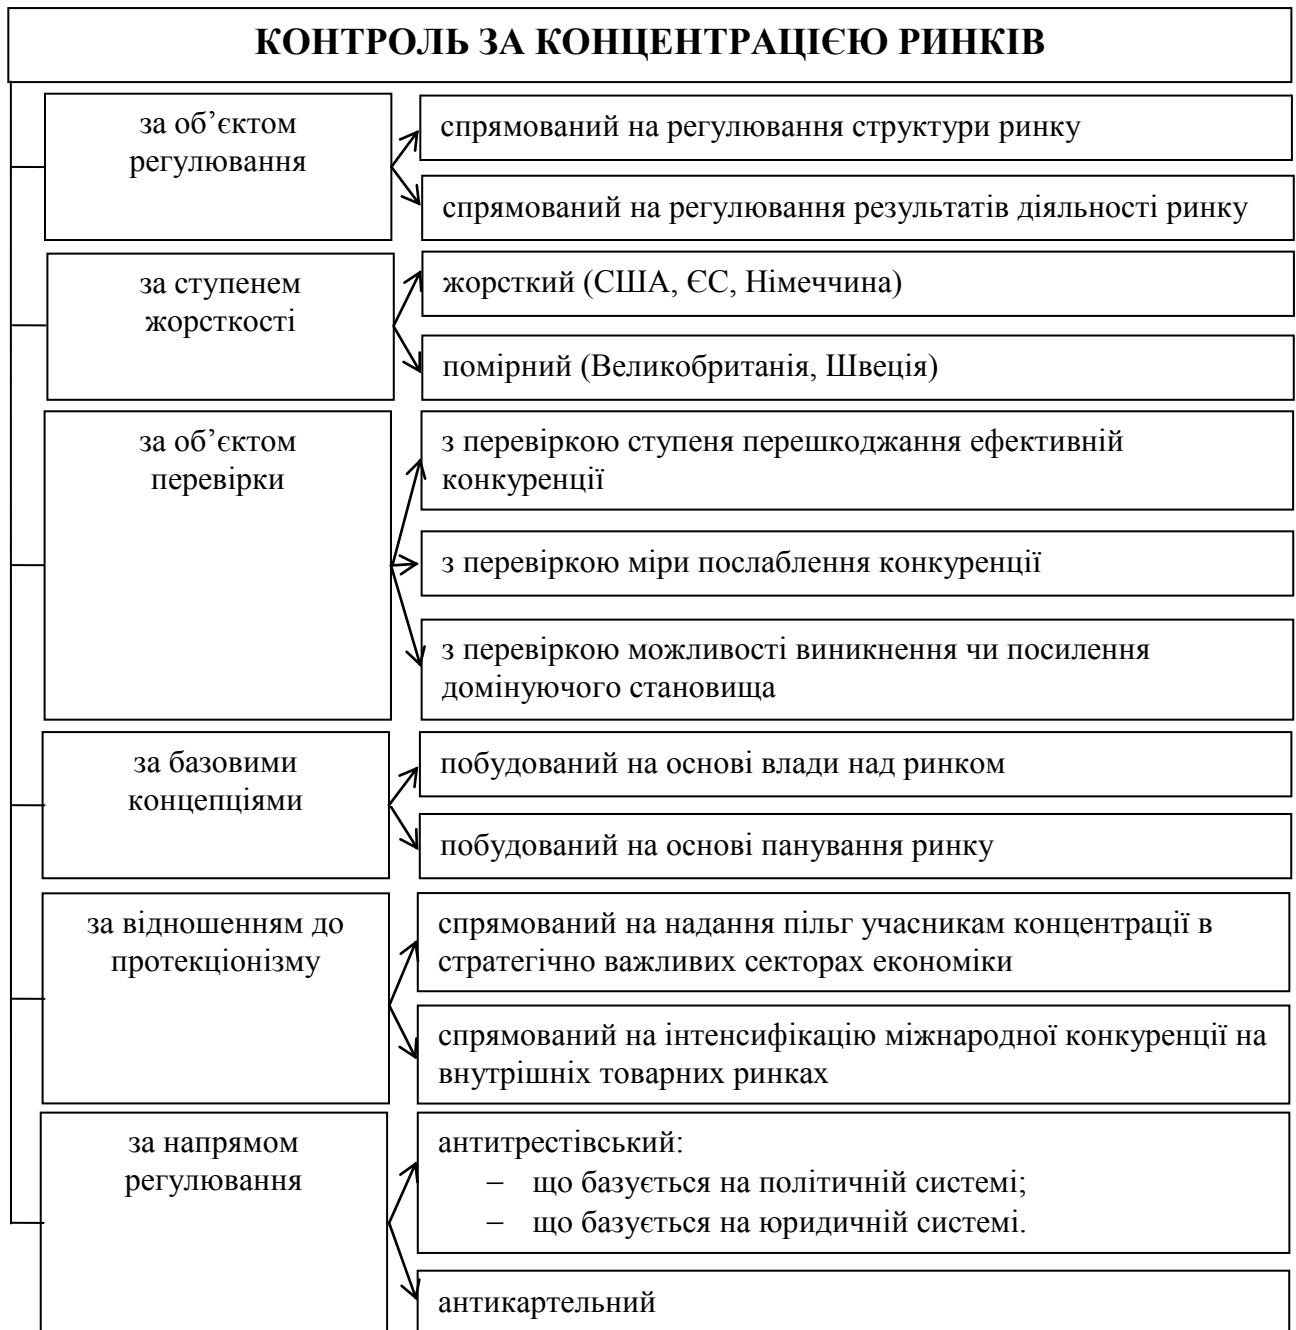 КОНТРОЛЬ ЗА КОНЦЕНТРАЦІЄЮ РИНКІВ
за об’єктом
регулювання
спрямований на регулювання структури ринку
спрямований на регулювання результатів діяльності ринку
за ступенем
жорсткості
жорсткий (США, ЄС, Німеччина)
помірний (Великобританія, Швеція)
за об’єктом
перевірки
з перевіркою ступеня перешкоджання ефективній
конкуренції
з перевіркою міри послаблення конкуренції
з перевіркою можливості виникнення чи посилення
домінуючого становища
за базовими
концепціями
побудований на основі влади над ринком
побудований на основі панування ринку
за відношенням до
протекціонізму
спрямований на надання пільг учасникам концентрації в
стратегічно важливих секторах економіки
спрямований на інтенсифікацію міжнародної конкуренції на
внутрішніх товарних ринках
за напрямом
регулювання
антитрестівський:
– що базується на політичній системі;
– що базується на юридичній системі.
антикартельний